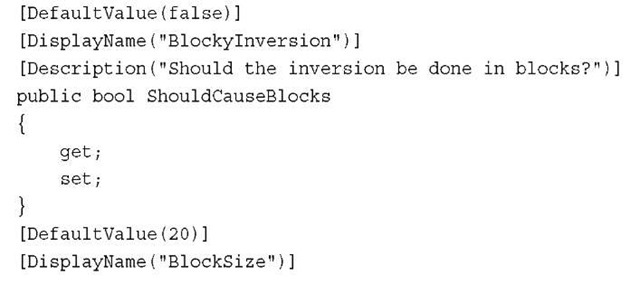 [DefaultValue(false)]
[DisplayName("BlockyInversion")]
[Description("Should the inversion be done in blocks?")]
public bool ShouldCauseBlocks
{
get;
set;
}
[DefaultValue(20)]
[DisplayName("BlockSize")]